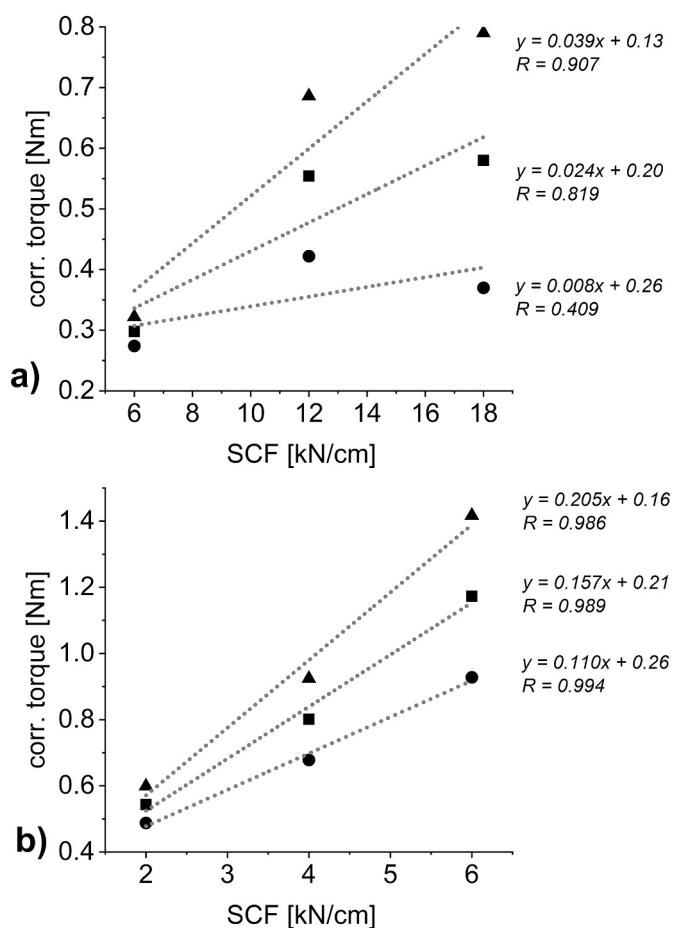 0.8
0.7
0.6
0.5
0.4
0.3
0.2
corr. torque [Nm]
6
8
10
12
14
16
18
SCF [kN/cm]
a)
y = 0.039x + 0.13
R = 0.907
y = 0.024x + 0.20
R = 0.819
y = 0.008x + 0.26
R = 0.409
1.4
1.2
1.0
0.8
0.6
0.4
corr. torque [Nm]
2
3
4
5
6
SCF [kN/cm]
b)
y = 0.205x + 0.16
R = 0.986
y = 0.157x + 0.21
R = 0.989
y = 0.110x + 0.26
R = 0.994